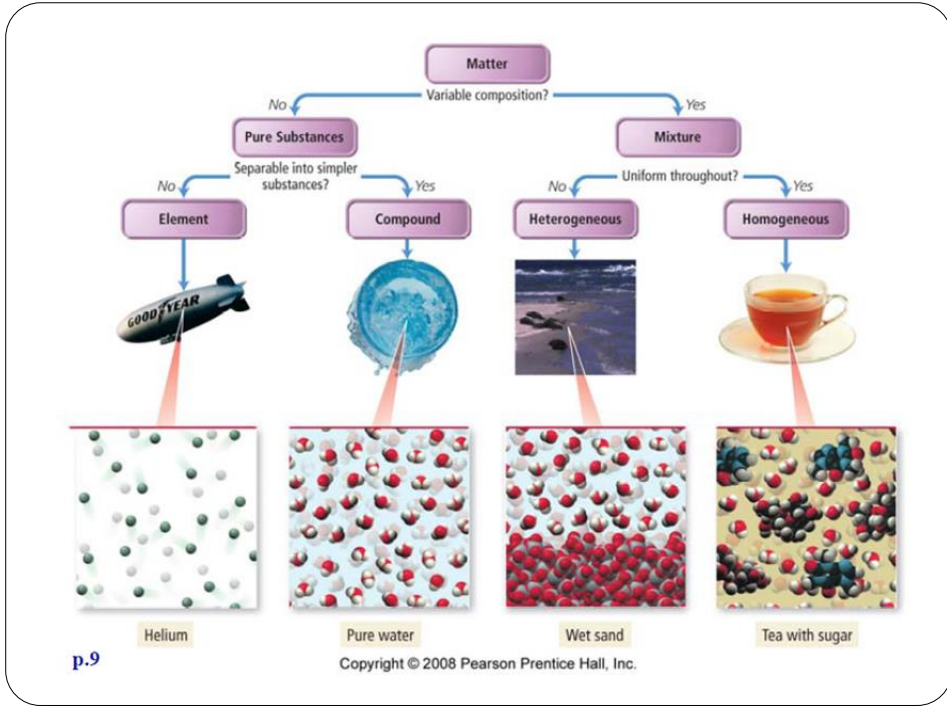 Matter
Variable composition?
No
Yes
Pure Substances
Mixture
Separable into simpler
substances?
No
Yes
Uniform throughout?
No
Yes
Element
Compound
Heterogeneous
Homogeneous
GOODYEAR
Helium
Pure water
Wet sand
Tea with sugar
p.9
Copyright © 2008 Pearson Prentice Hall, Inc.